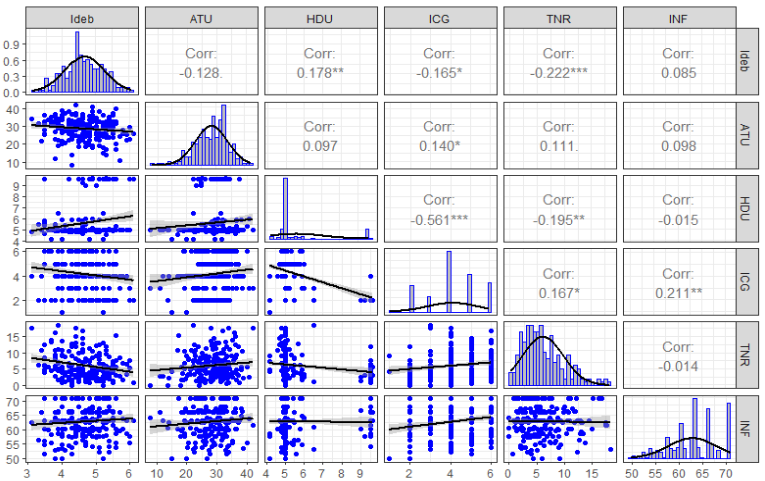 Ideb ATU HDU ICG TNR INF
0.9
0.6
0.3
0.0
Corr:
-0.128.
Corr:
0.178**
Corr:
-0.165*
Corr:
-0.222***
Corr:
0.085
Ideb
40
30
20
10
Corr:
0.097
Corr:
0.140*
Corr:
0.111.
Corr:
0.098
ATU
9
8
7
6
5
4
Corr:
-0.561***
Corr:
-0.195**
Corr:
-0.015
HDU
6
4
2
Corr:
0.167*
Corr:
0.211**
ICG
15
10
5
0
Corr:
-0.014
TNR
70
65
60
55
50
INF
3 4 5 6 10 20 30 40 4 5 6 7 8 9 2 4 6 0 5 10 15 50 55 60 65 70